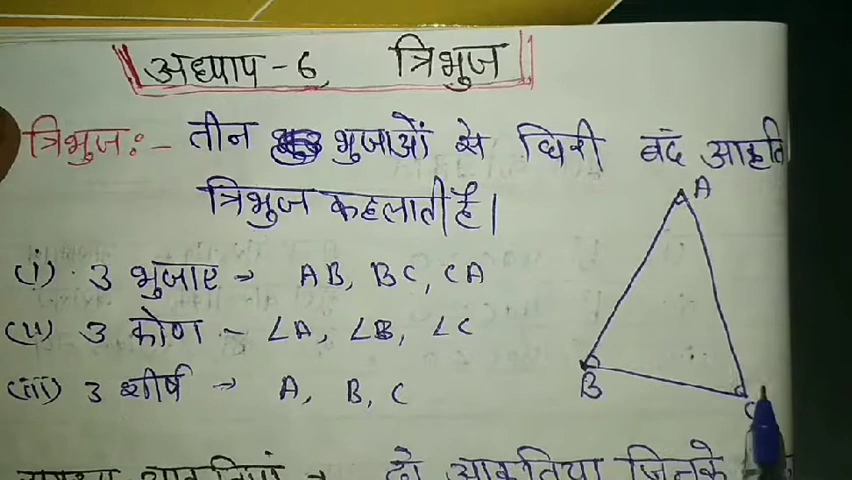 अध्याप - 6, त्रिभुज
त्रिभुज :- तीन भुजाओं से घिरी बंद आकृति
त्रिभुज कहलाती है।
A
(i) 3 भुजाए → AB, BC, CA
(ii) 3 कोण - ∠A, ∠B, ∠C
(iii) 3 शीर्ष → A, B, C
B
C
दो आकृतिया जिनके